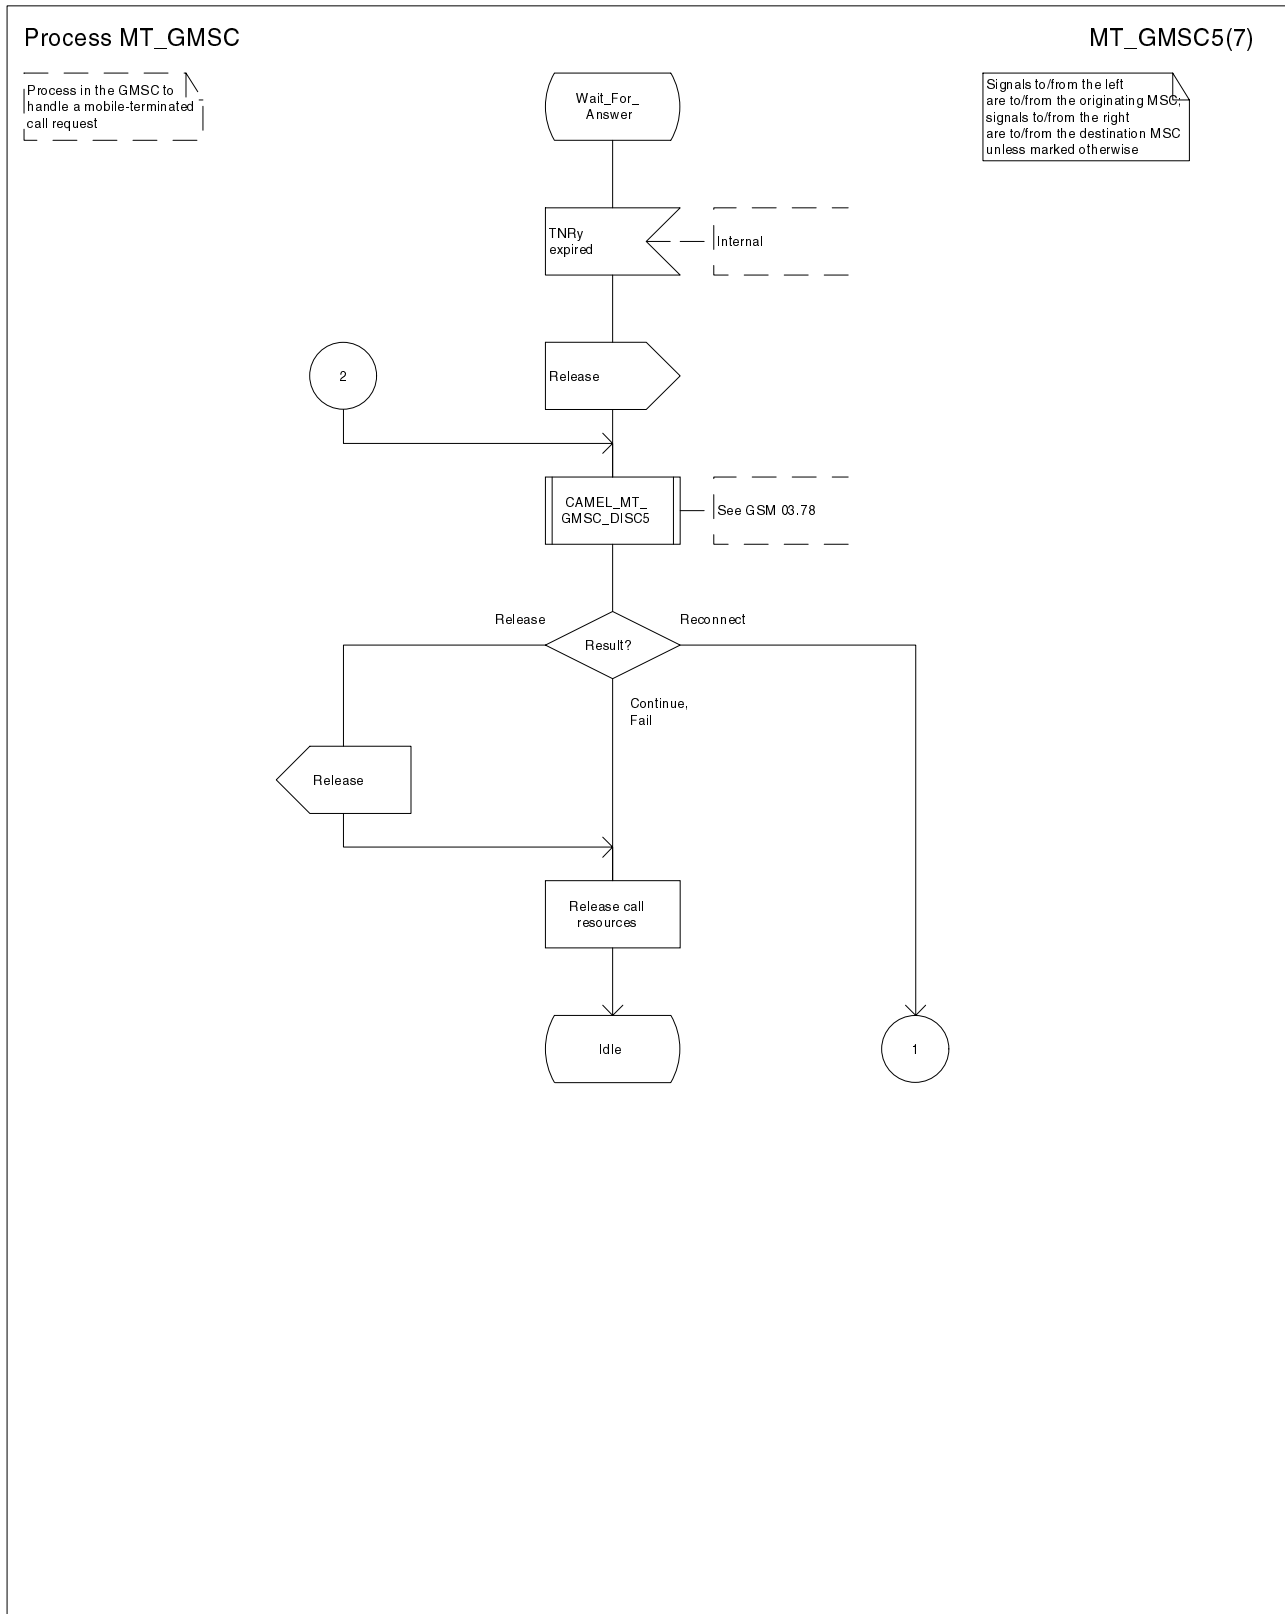 Process MT_GMSC
MT_GMSC5(7)
Process in the GMSC to
handle a mobile-terminated
call request
Signals to/from the left
are to/from the originating MSC;
signals to/from the right
are to/from the destination MSC
unless marked otherwise
Wait_For_
Answer
TNRy
expired
Internal
2
Release
CAMEL_MT_
GMSC_DISC5
See GSM 03.78
Release
Reconnect
Result?
Continue,
Fail
Release
Release call
resources
Idle
1